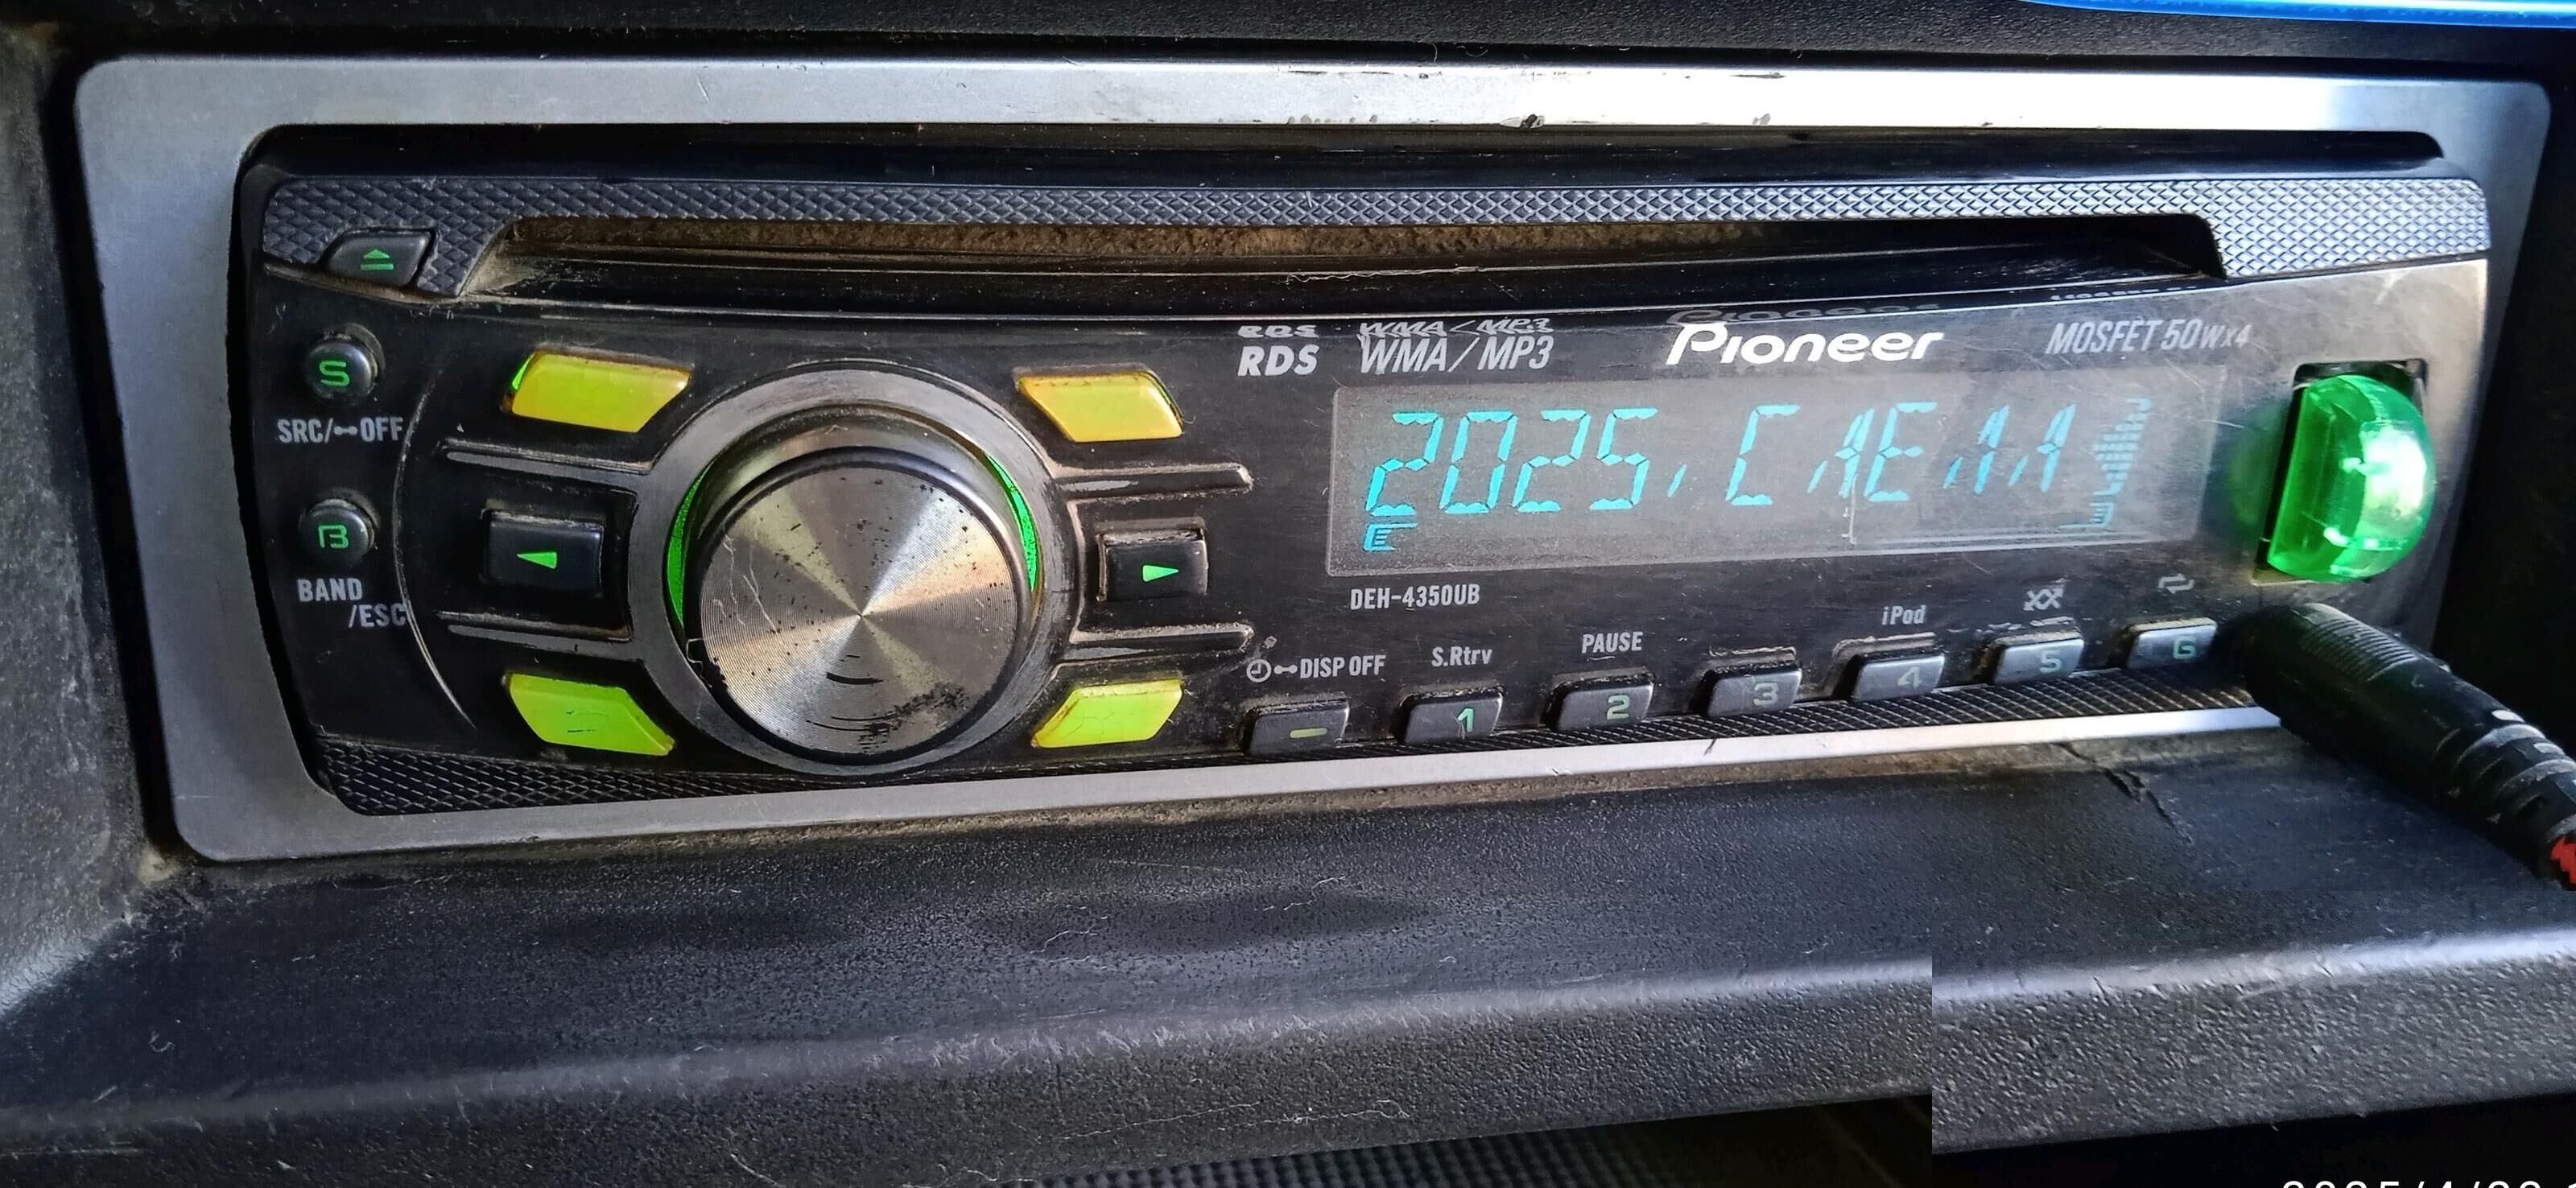 RDS WMA/MP3 Pioneer MOSFET 50Wx4
S
SRC/OFF
2025, СЛЕПА
B
BAND
/ESC
DEH-4350UB
DISP OFF S.Rtrv PAUSE iPod
1 2 3 4 5 6